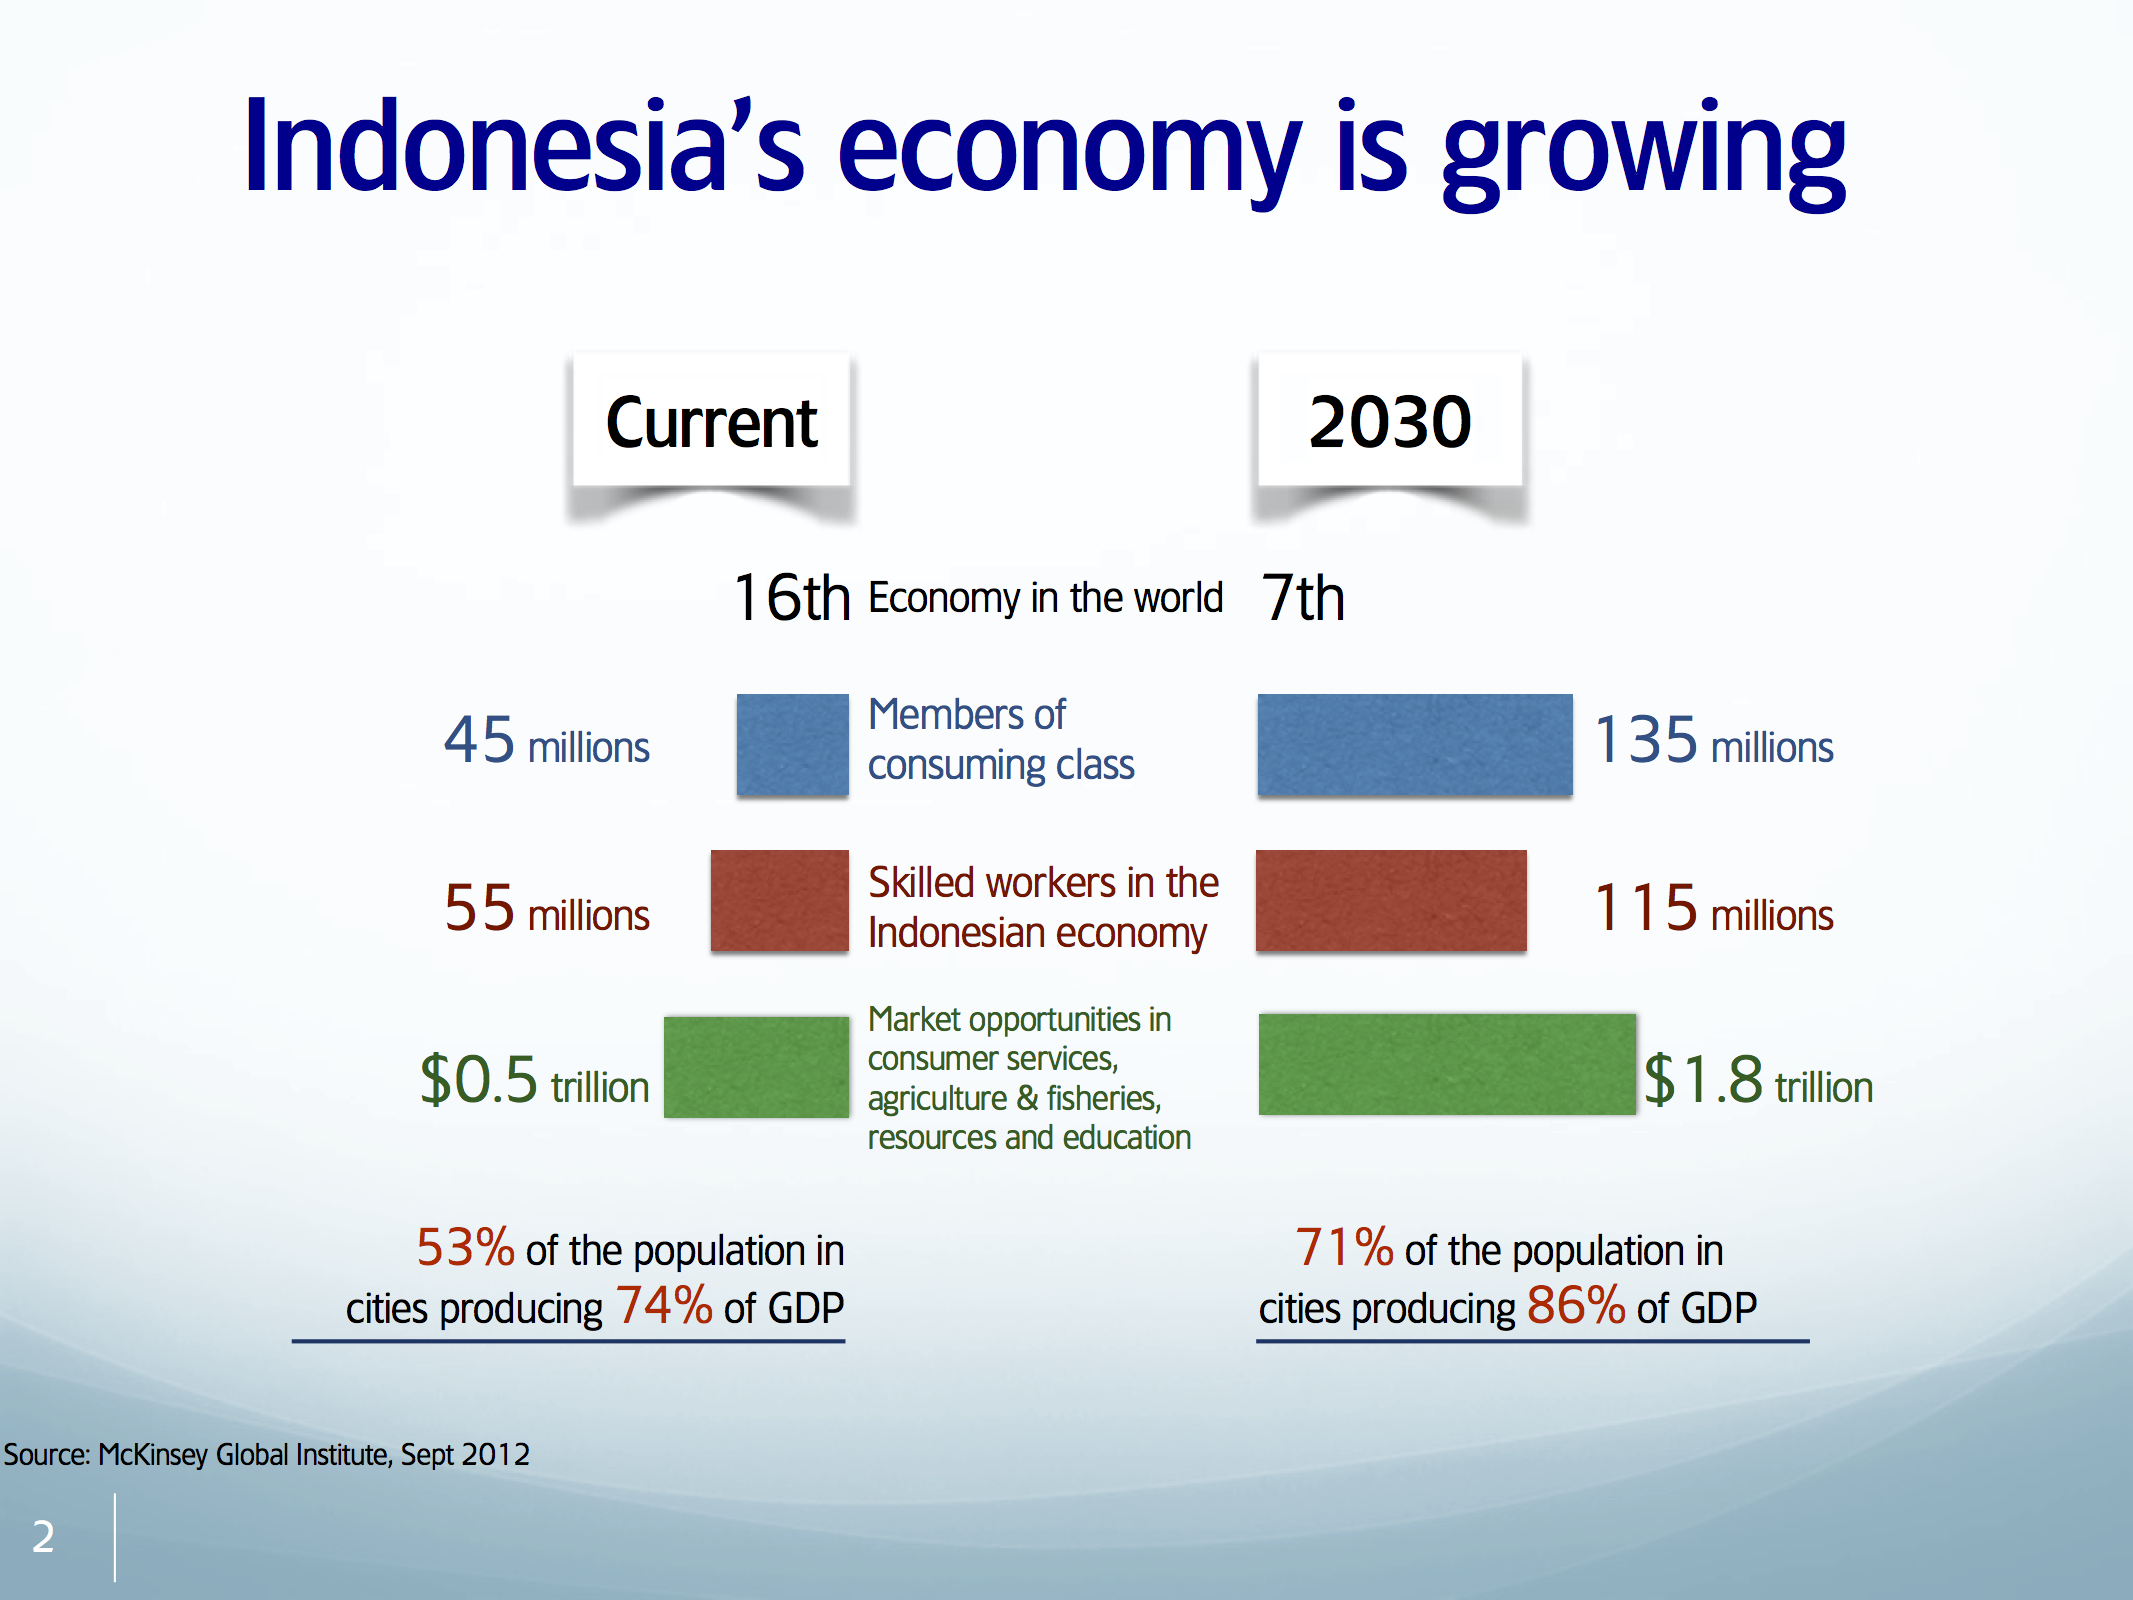 Indonesia’s economy is growing
Current
2030
16th Economy in the world 7th
45 millions
Members of
consuming class
135 millions
55 millions
Skilled workers in the
Indonesian economy
115 millions
$0.5 trillion
Market opportunities in
consumer services,
agriculture & fisheries,
resources and education
$1.8 trillion
53% of the population in
cities producing 74% of GDP
71% of the population in
cities producing 86% of GDP
Source: McKinsey Global Institute, Sept 2012
2